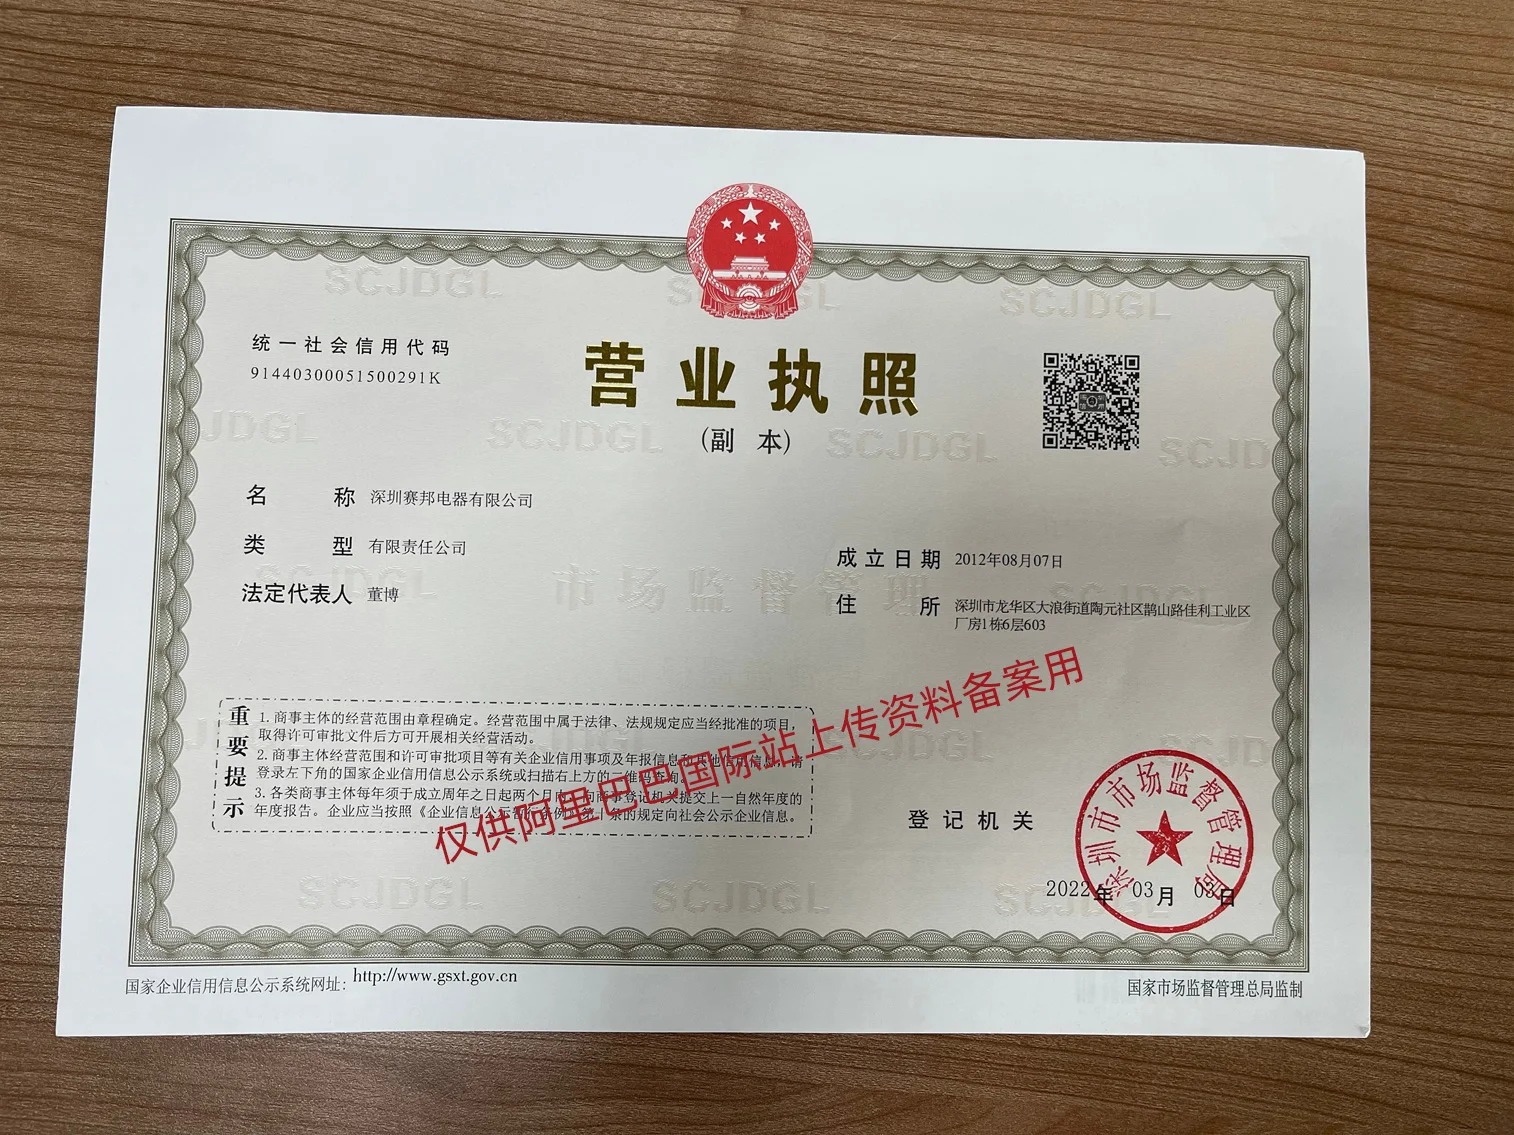 统一社会信用代码
91440300051500291K
营业执照
(副 本)
名 称 深圳赛邦电器有限公司
类 型 有限责任公司
法定代表人 董博
成立日期 2012年08月07日
住 所 深圳市龙华区大浪街道陶元社区鹊山路佳利工业区
厂房1栋6层603
重要提示
1. 商事主体的经营范围由章程确定。经营范围中属于法律、法规规定应当经批准的项目，
取得许可审批文件后方可开展相关经营活动。
2. 商事主体经营范围和许可审批项目等有关企业信用事项及年报信息和其他信用信息，请
登录左下角的国家企业信用信息公示系统或扫描右上方的二维码查询。
3. 各类商事主体每年须于成立周年之日起两个月内，向商事登记机关提交上一自然年度的
年度报告。企业应当按照《企业信息公示暂行条例》第十条的规定向社会公示企业信息。
仅供阿里巴巴国际站上传资料备案用
登记机关
深圳市市场监督管理局
2022年 03月 03日
国家企业信用信息公示系统网址：http://www.gsxt.gov.cn
国家市场监督管理总局监制
SCJDGL
SCJDGL
JDGL
SCJDGL
SCJDGL
SCJD
市场监督管理
SCJDGL
SCJDGL
SCJDGL